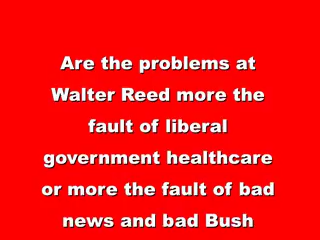 Are the problems at
Walter Reed more the
fault of liberal
government healthcare
or more the fault of bad
news and bad Bush